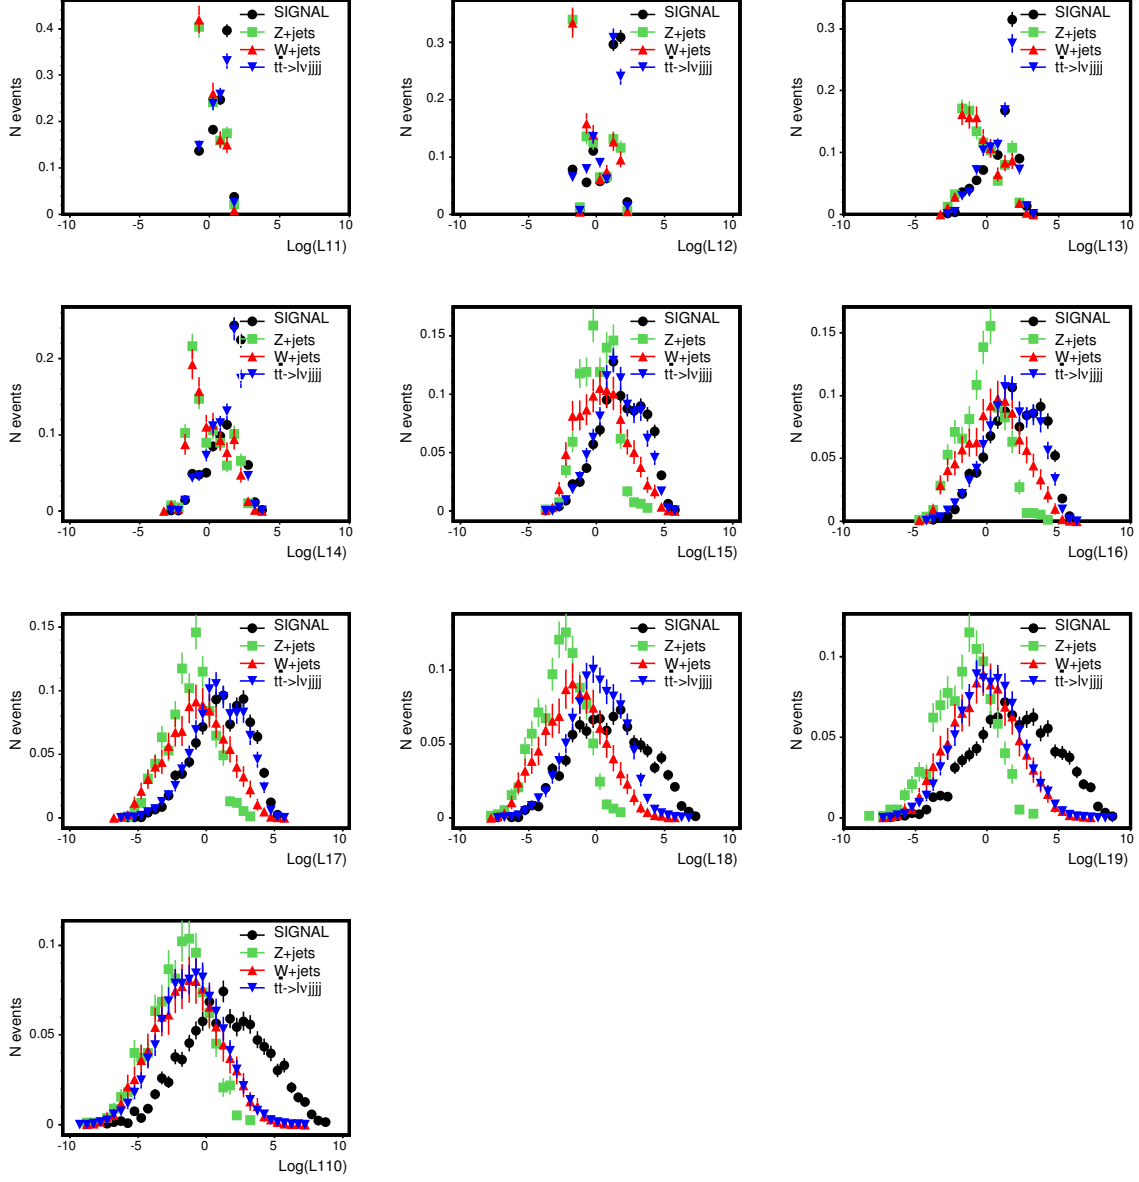 N events
0.4
0.3
0.2
0.1
0
SIGNAL
Z+jets
W+jets
tt->lvjjjj
-10 -5 0 5 10
Log(L11)
N events
0.3
0.2
0.1
0
SIGNAL
Z+jets
W+jets
tt->lvjjjj
-10 -5 0 5 10
Log(L12)
N events
0.3
0.2
0.1
0
SIGNAL
Z+jets
W+jets
tt->lvjjjj
-10 -5 0 5 10
Log(L13)
N events
0.2
0.1
0
SIGNAL
Z+jets
W+jets
tt->lvjjjj
-10 -5 0 5 10
Log(L14)
N events
0.15
0.1
0.05
0
SIGNAL
Z+jets
W+jets
tt->lvjjjj
-10 -5 0 5 10
Log(L15)
N events
0.15
0.1
0.05
0
SIGNAL
Z+jets
W+jets
tt->lvjjjj
-10 -5 0 5 10
Log(L16)
N events
0.15
0.1
0.05
0
SIGNAL
Z+jets
W+jets
tt->lvjjjj
-10 -5 0 5 10
Log(L17)
N events
0.1
0.05
0
SIGNAL
Z+jets
W+jets
tt->lvjjjj
-10 -5 0 5 10
Log(L18)
N events
0.1
0.05
0
SIGNAL
Z+jets
W+jets
tt->lvjjjj
-10 -5 0 5 10
Log(L19)
N events
0.1
0.05
0
SIGNAL
Z+jets
W+jets
tt->lvjjjj
-10 -5 0 5 10
Log(L110)